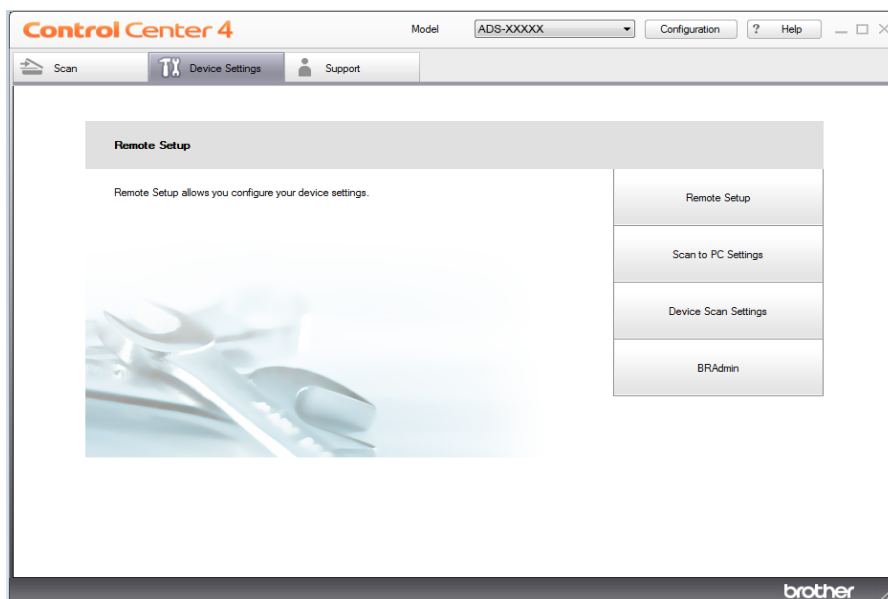 Control Center 4
Model
ADS-XXXXX
Configuration
? Help
Scan
Device Settings
Support
Remote Setup
Remote Setup allows you configure your device settings.
Remote Setup
Scan to PC Settings
Device Scan Settings
BRAdmin
brother